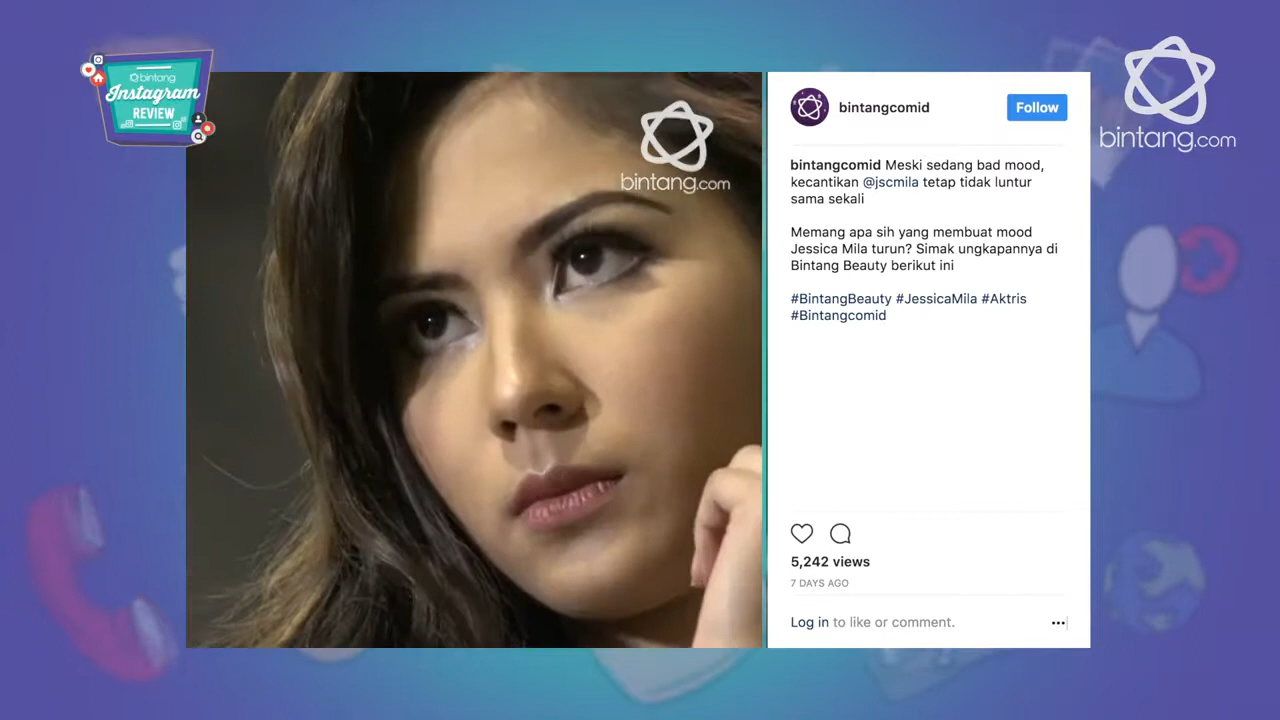 bintang
Instagram
REVIEW
bintang.com
bintang.com
bintangcomid
Follow
bintangcomid Meski sedang bad mood,
kecantikan @jscmila tetap tidak luntur
sama sekali
Memang apa sih yang membuat mood
Jessica Mila turun? Simak ungkapannya di
Bintang Beauty berikut ini
#BintangBeauty #JessicaMila #Aktris
#Bintangcomid
5,242 views
7 DAYS AGO
Log in to like or comment.